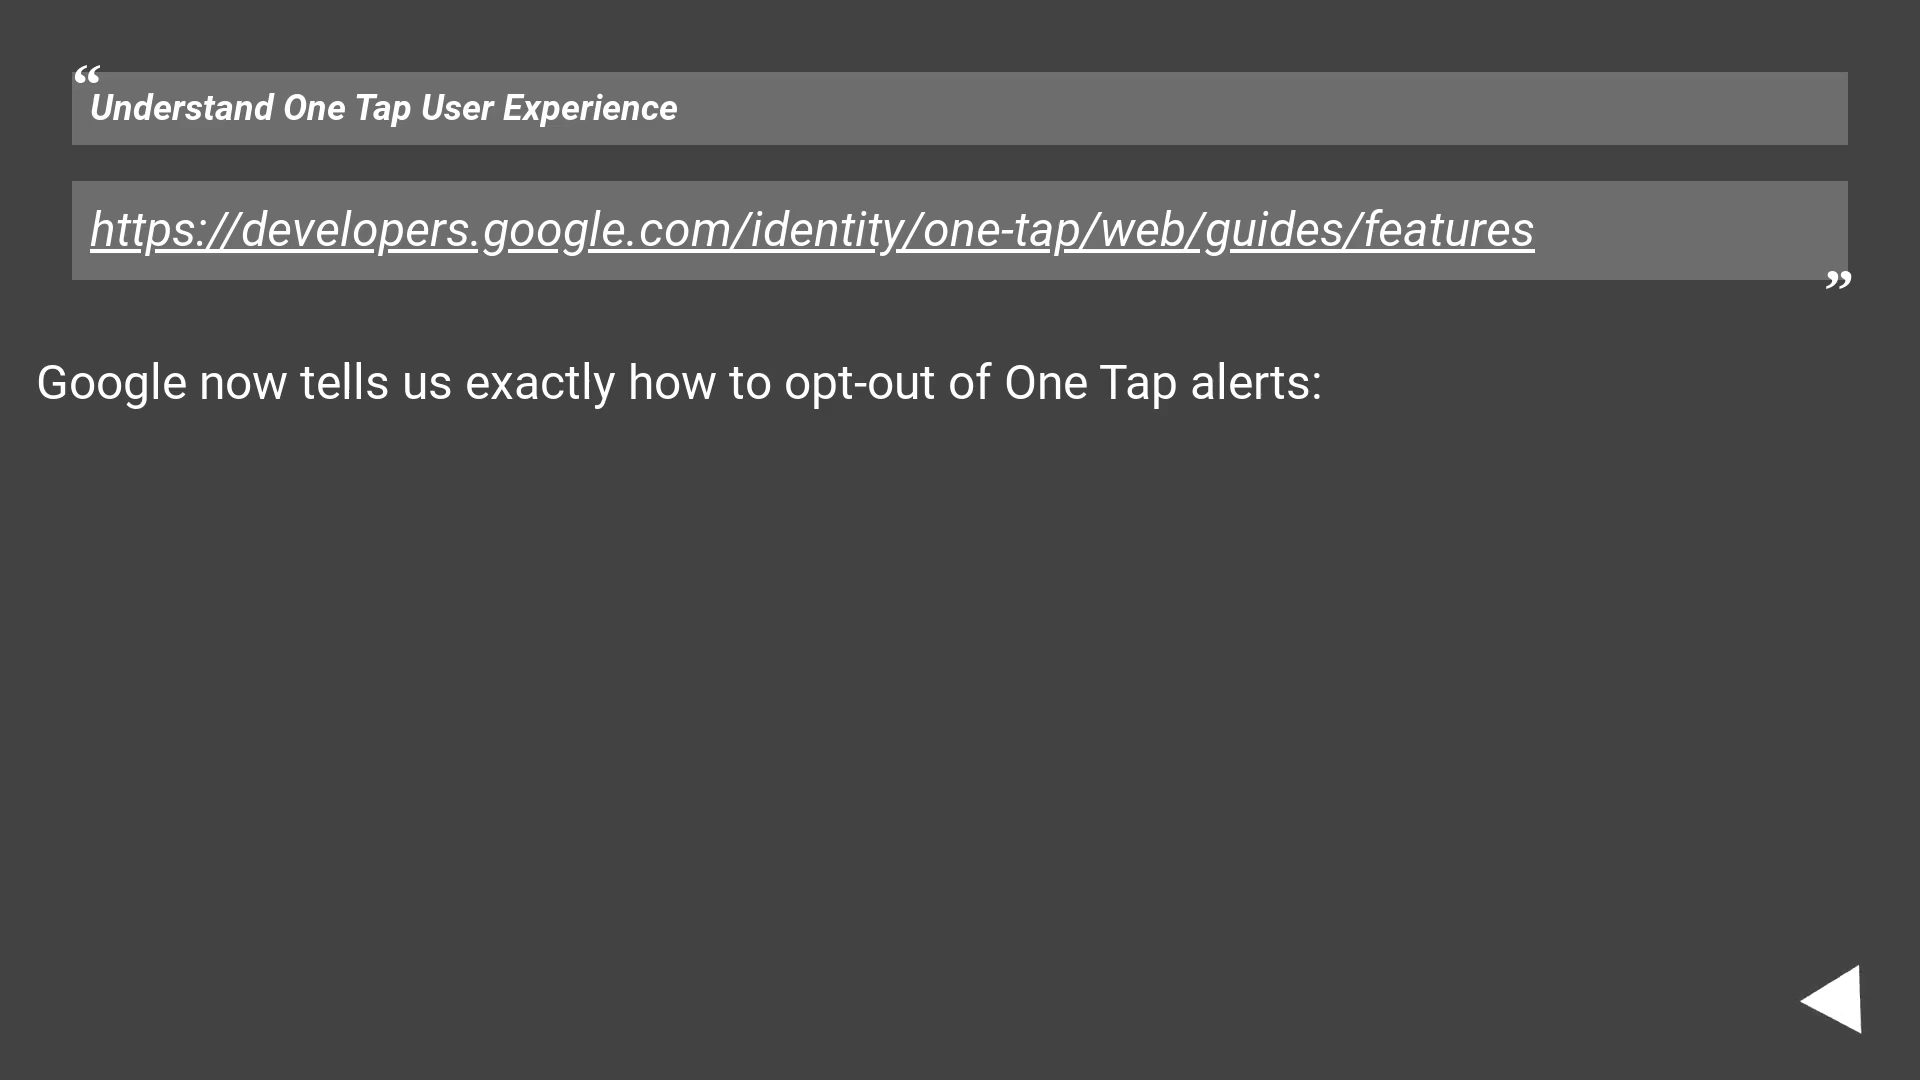 “
Understand One Tap User Experience
https://developers.google.com/identity/one-tap/web/guides/features
”
Google now tells us exactly how to opt-out of One Tap alerts: